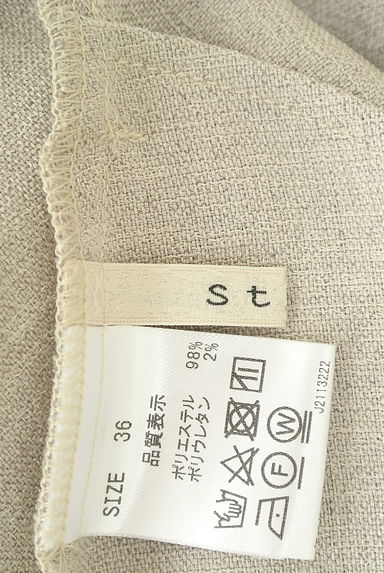 St
SIZE 36
品質表示
ポリエステル 98%
ポリウレタン 2%
W
F
J2113222